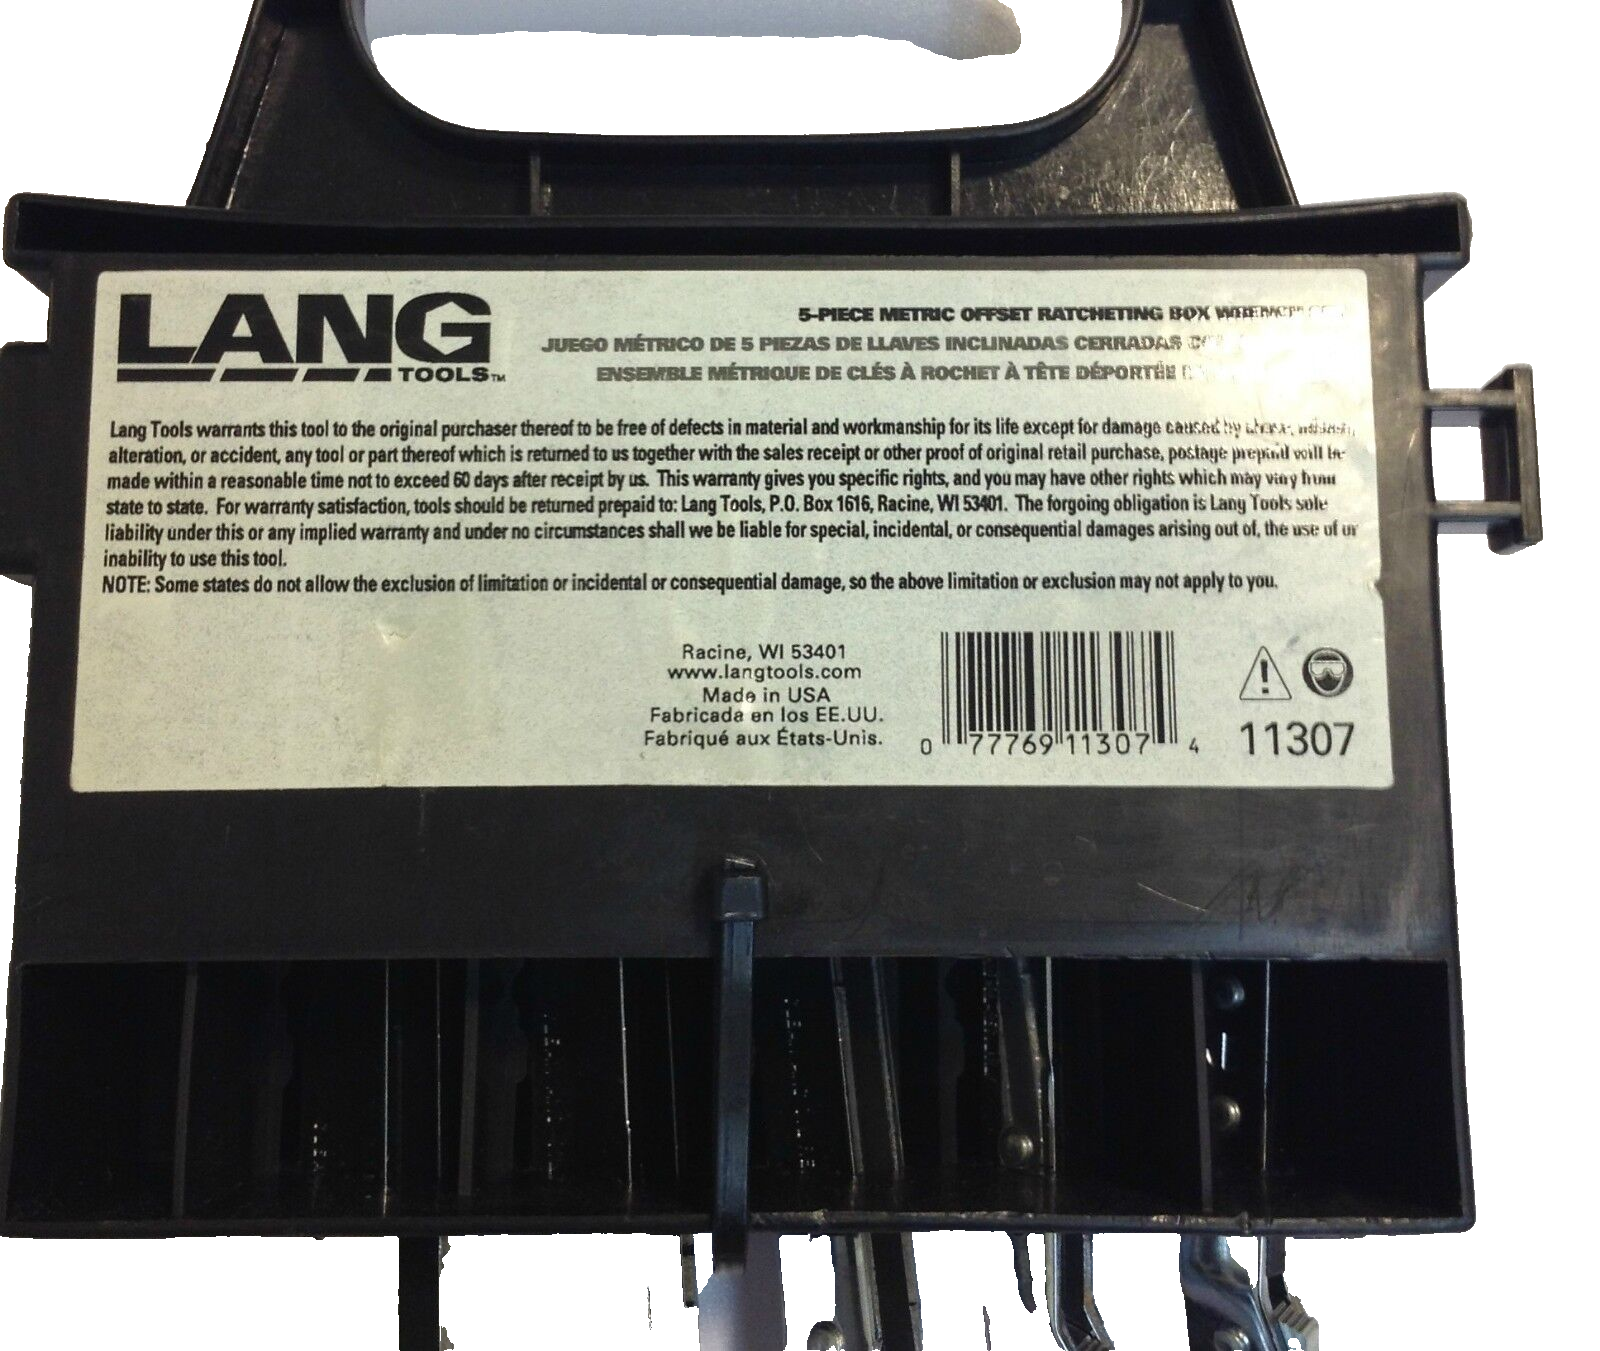 LANG
TOOLS™
5-PIECE METRIC OFFSET RATCHETING BOX
JUEGO MÉTRICO DE 5 PIEZAS DE LLAVES INCLINADAS CERRADAS
ENSEMBLE MÉTRIQUE DE CLÉS À ROCHET À TÊTE DÉPORTÉE
Lang Tools warrants this tool to the original purchaser thereof to be free of defects in material and workmanship for its life except for damage caused by
alteration, or accident, any tool or part thereof which is returned to us together with the sales receipt or other proof of original retail purchase, postage prepaid will be
made within a reasonable time not to exceed 60 days after receipt by us. This warranty gives you specific rights, and you may have other rights which may vary from
state to state. For warranty satisfaction, tools should be returned prepaid to: Lang Tools, P.O. Box 1616, Racine, WI 53401. The forgoing obligation is Lang Tools sole
liability under this or any implied warranty and under no circumstances shall we be liable for special, incidental, or consequential damages arising out of, the use of or
inability to use this tool.
NOTE: Some states do not allow the exclusion of limitation or incidental or consequential damage, so the above limitation or exclusion may not apply to you.
Racine, WI 53401
www.langtools.com
Made in USA
Fabricada en los EE.UU.
Fabriqué aux États-Unis.
0 77769 11307 4
11307